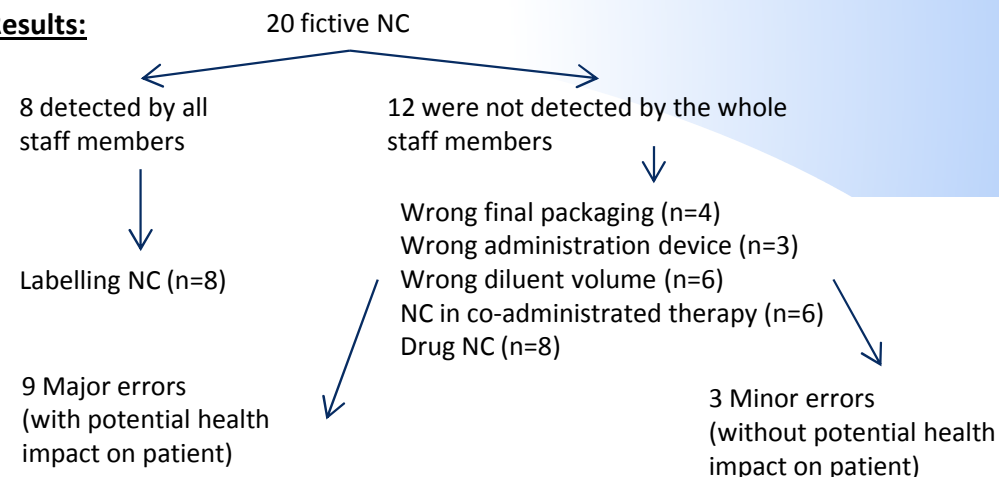 esults:
20 fictive NC
8 detected by all
staff members
12 were not detected by the whole
staff members
Labelling NC (n=8)
Wrong final packaging (n=4)
Wrong administration device (n=3)
Wrong diluent volume (n=6)
NC in co-administrated therapy (n=6)
Drug NC (n=8)
9 Major errors
(with potential health
impact on patient)
3 Minor errors
(without potential health
impact on patient)